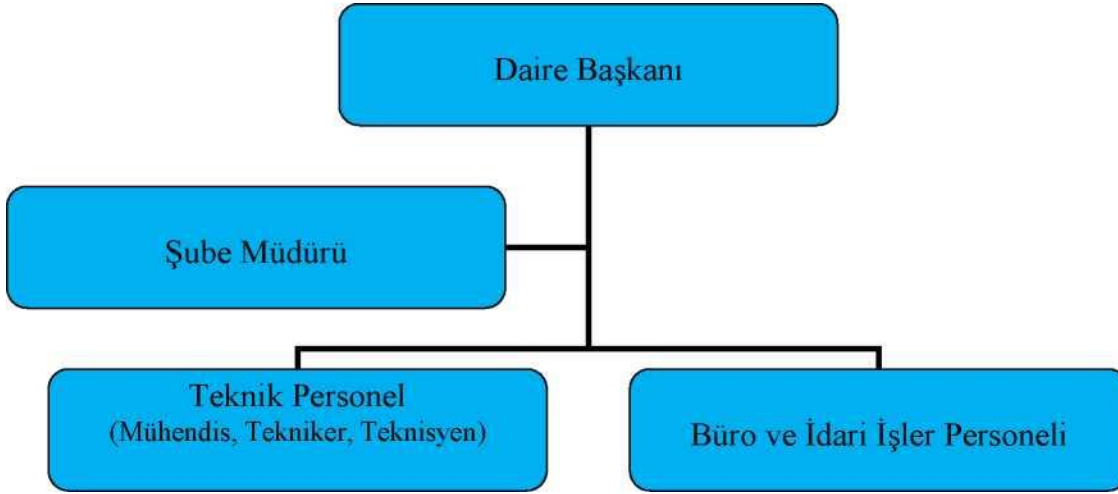 Daire Başkanı
Şube Müdürü
Teknik Personel
(Mühendis, Tekniker, Teknisyen)
Büro ve İdari İşler Personeli